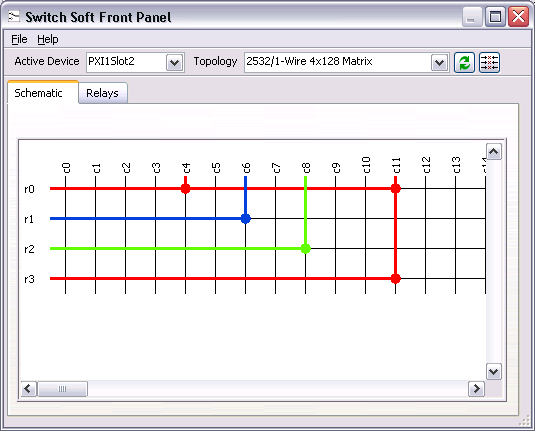 Switch Soft Front Panel
File Help
Active Device PXI1Slot2 Topology 2532/1-Wire 4x128 Matrix
Schematic Relays
c0 c1 c2 c3 c4 c5 c6 c7 c8 c9 c10 c11 c12 c13
r0
r1
r2
r3